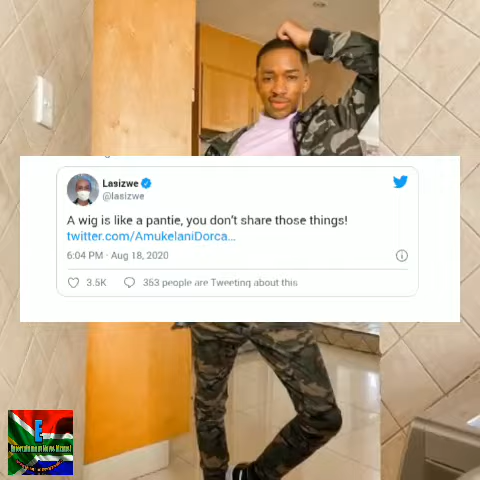 Lasizwe
@lasizwe
A wig is like a pantie, you don't share those things!
twitter.com/AmukelaniDorca...
6:04 PM · Aug 18, 2020
3.5K 353 people are Tweeting about this
E